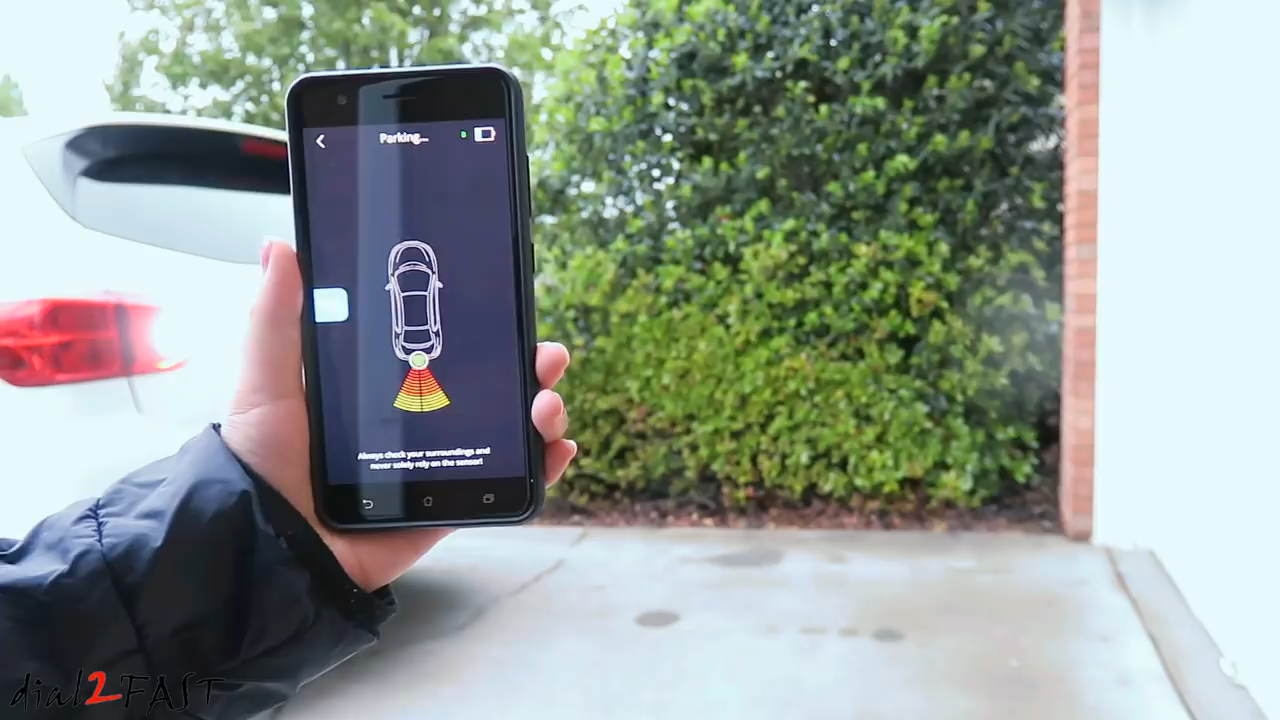 Parking...
Always check your surroundings and
never solely rely on the sensor!
dial2FAST